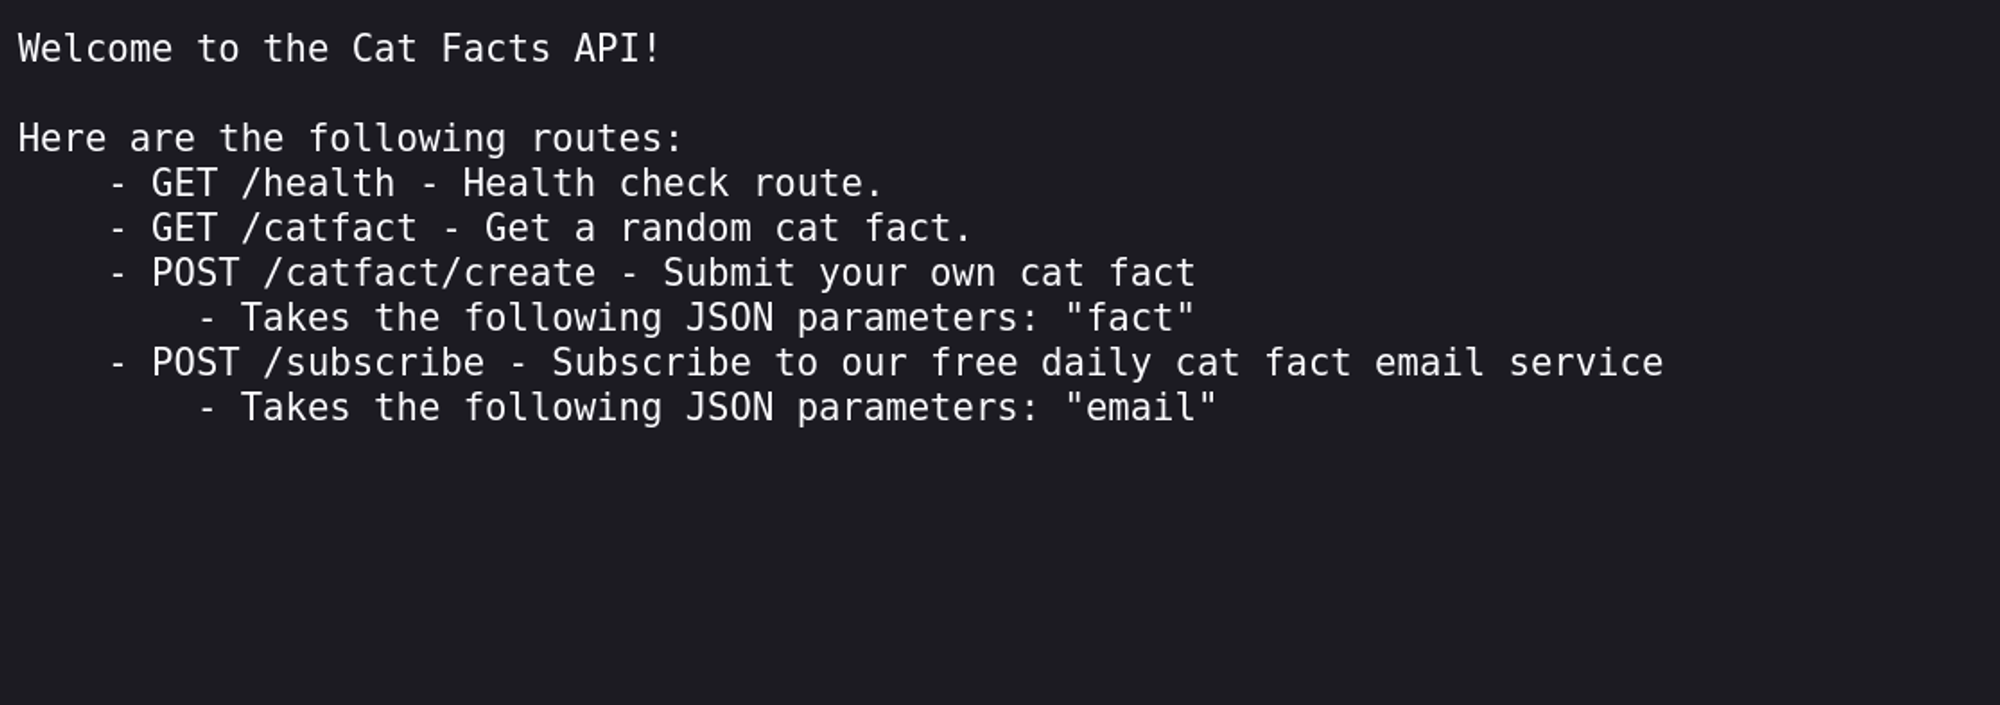 Welcome to the Cat Facts API!
Here are the following routes:
- GET /health - Health check route.
- GET /catfact - Get a random cat fact.
- POST /catfact/create - Submit your own cat fact
- Takes the following JSON parameters: "fact"
- POST /subscribe - Subscribe to our free daily cat fact email service
- Takes the following JSON parameters: "email"